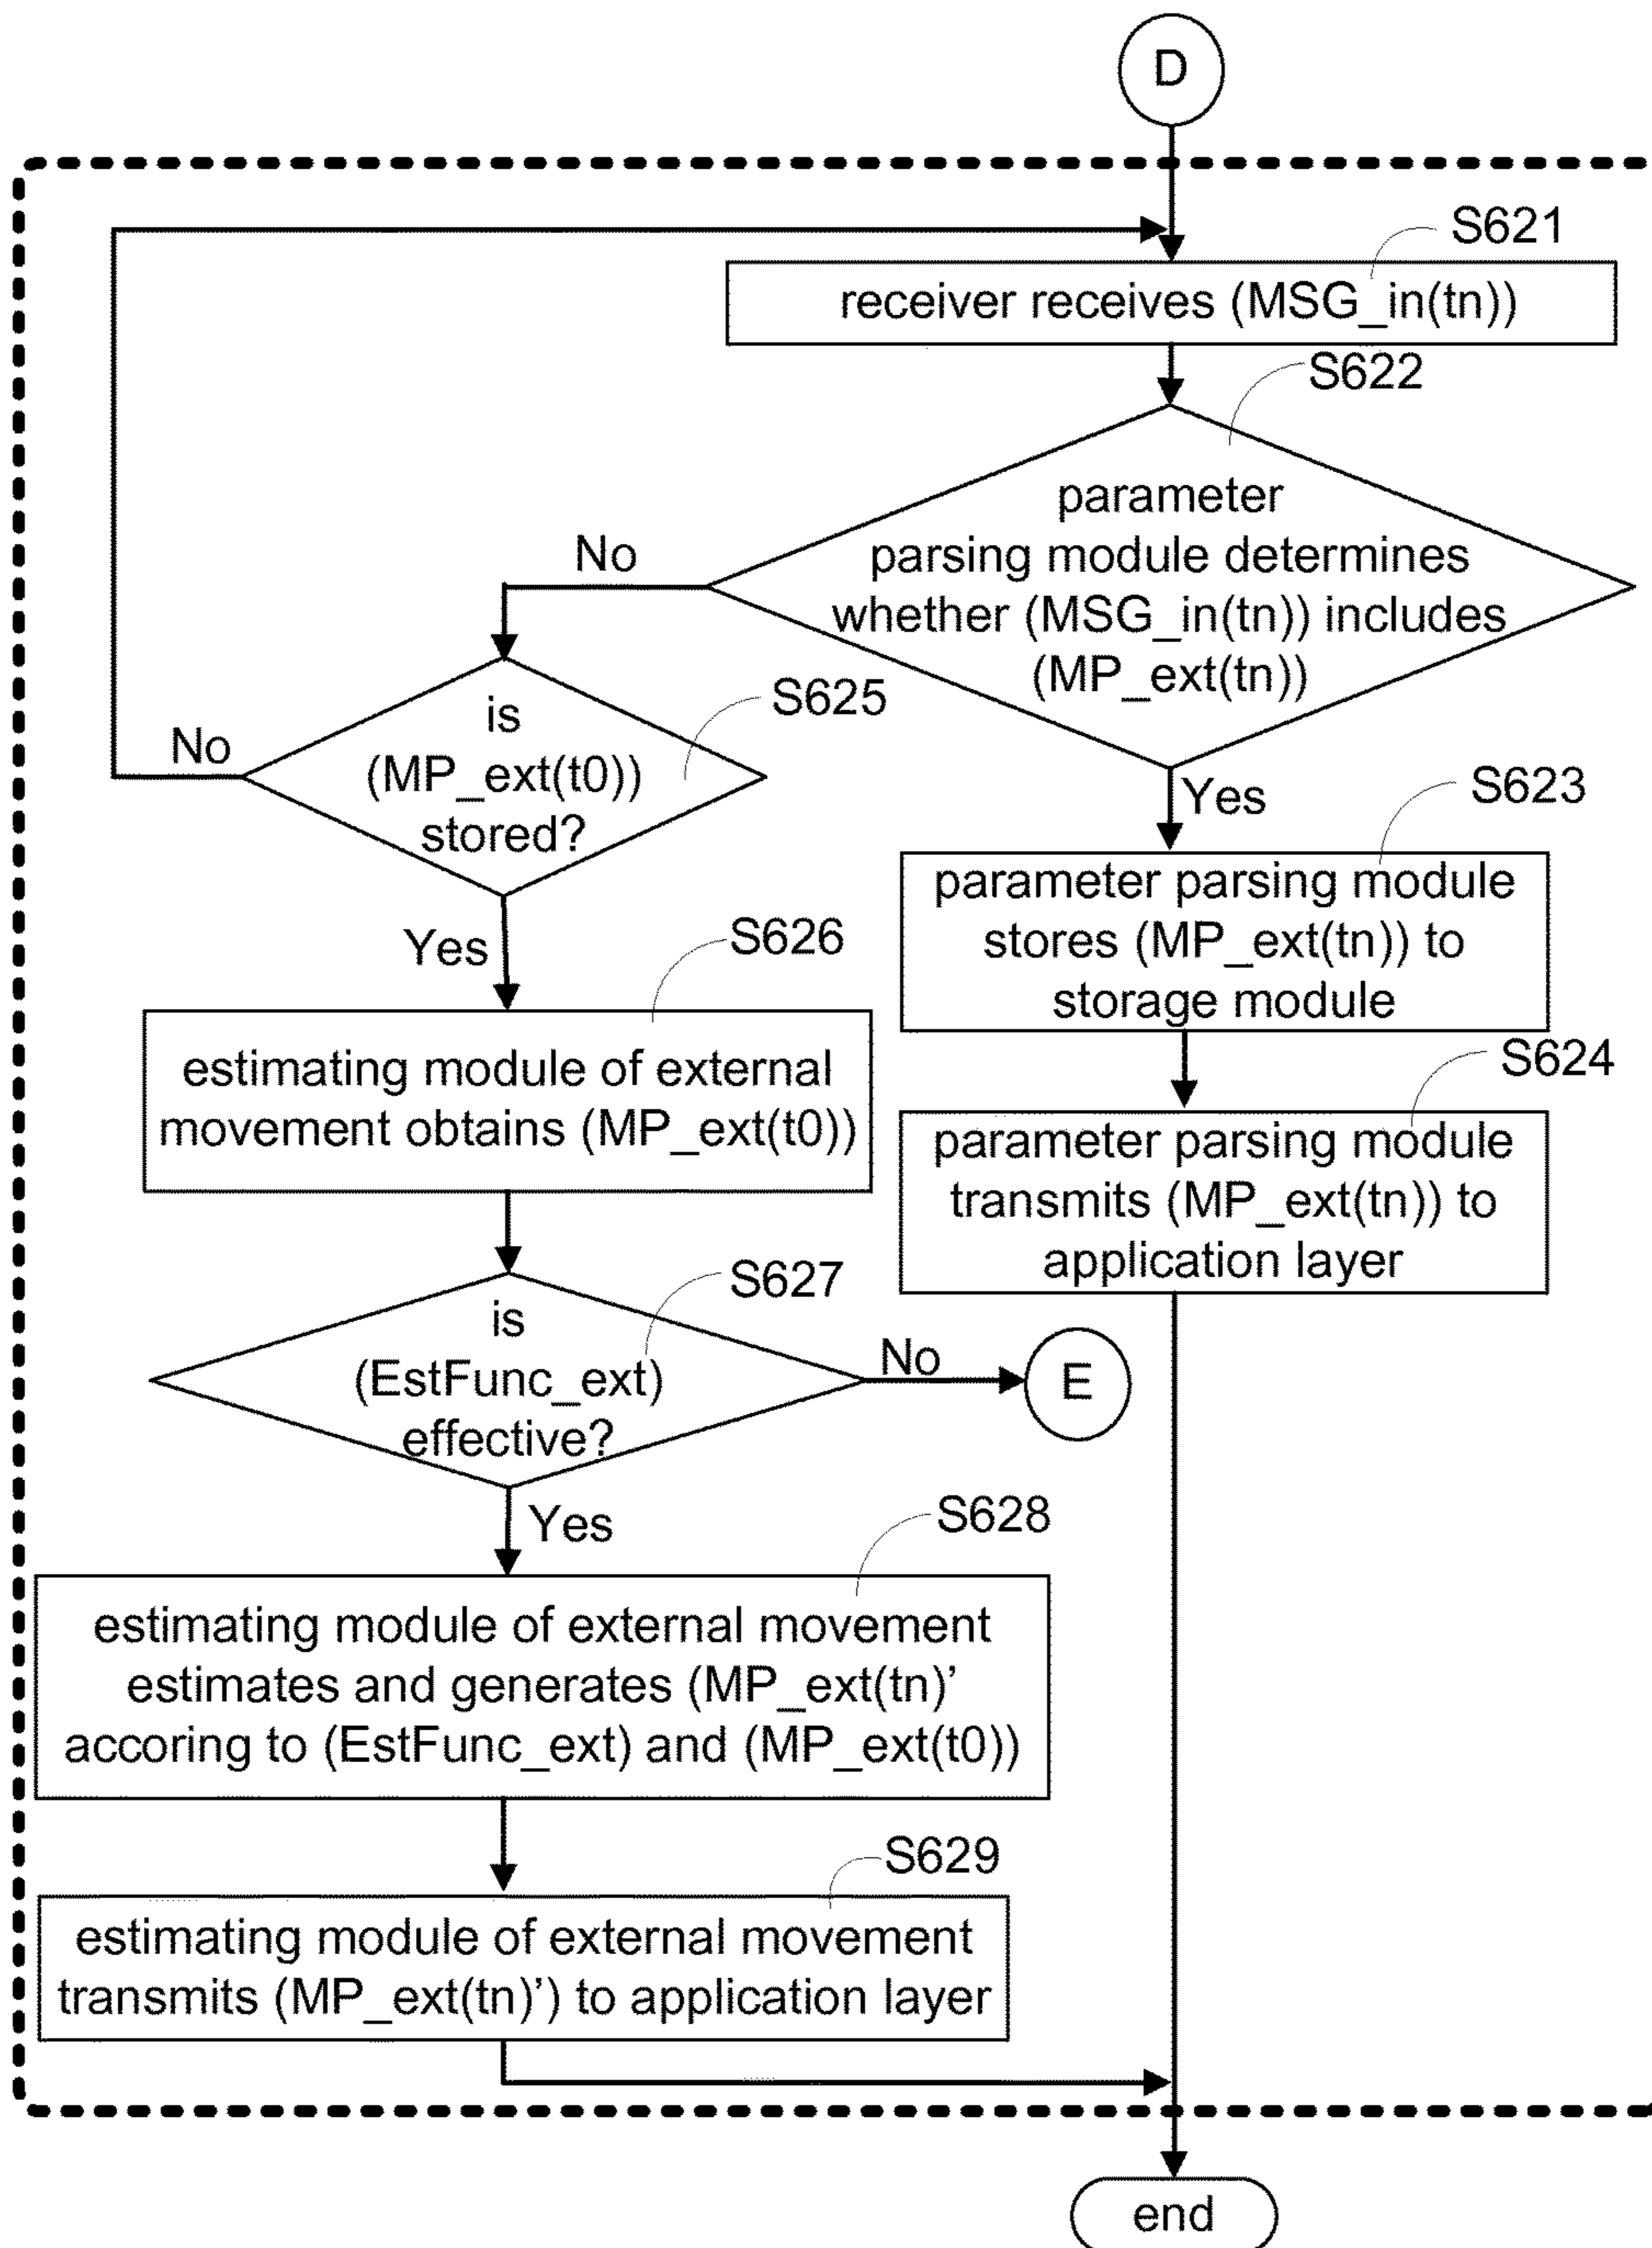 D
S621
receiver receives (MSG_in(tn))
S622
parameter
parsing module determines
whether (MSG_in(tn)) includes
(MP_ext(tn))
No
Yes
S625
is
(MP_ext(t0))
stored?
No
Yes
S623
parameter parsing module
stores (MP_ext(tn)) to
storage module
S624
parameter parsing module
transmits (MP_ext(tn)) to
application layer
S626
estimating module of external
movement obtains (MP_ext(t0))
S627
is
(EstFunc_ext)
effective?
No
E
Yes
S628
estimating module of external movement
estimates and generates (MP_ext(tn)’
accoring to (EstFunc_ext) and (MP_ext(t0))
S629
estimating module of external movement
transmits (MP_ext(tn)’) to application layer
end